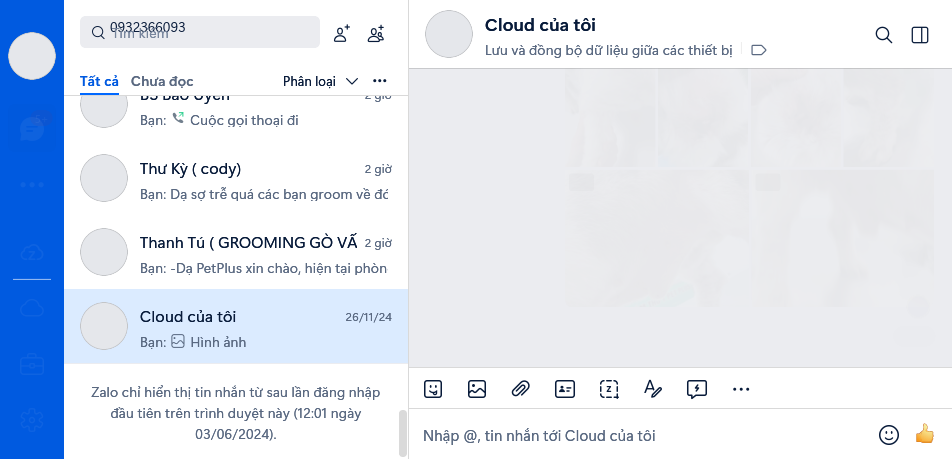 0932366093
Tìm kiếm
Tất cả
Chưa đọc
Phân loại
BS Bảo Uyên
2 giờ
Bạn: Cuộc gọi thoại đi
Thư Kỳ ( cody)
2 giờ
Bạn: Dạ sợ trễ quá các bạn groom về đó
Thanh Tú ( GROOMING GÒ VẤ
2 giờ
Bạn: -Dạ PetPlus xin chào, hiện tại phòn
Cloud của tôi
26/11/24
Bạn: Hình ảnh
Zalo chỉ hiển thị tin nhắn từ sau lần đăng nhập
đầu tiên trên trình duyệt này (12:01 ngày
03/06/2024).
Cloud của tôi
Lưu và đồng bộ dữ liệu giữa các thiết bị
Nhập @, tin nhắn tới Cloud của tôi